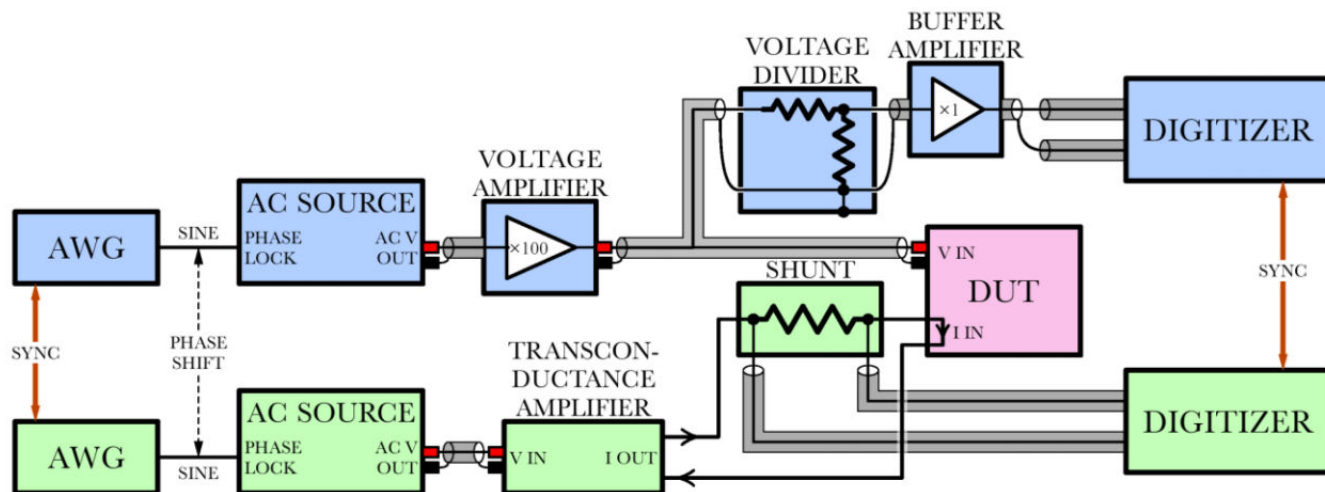 BUFFER
AMPLIFIER
VOLTAGE
DIVIDER
×1
DIGITIZER
VOLTAGE
AMPLIFIER
×100
AC SOURCE
PHASE
LOCK
AC V
OUT
AWG
SINE
SYNC
PHASE
SHIFT
SHUNT
V IN
DUT
I IN
SYNC
TRANSCON-
DUCTANCE
AMPLIFIER
V IN
I OUT
AC SOURCE
PHASE
LOCK
AC V
OUT
AWG
SINE
DIGITIZER